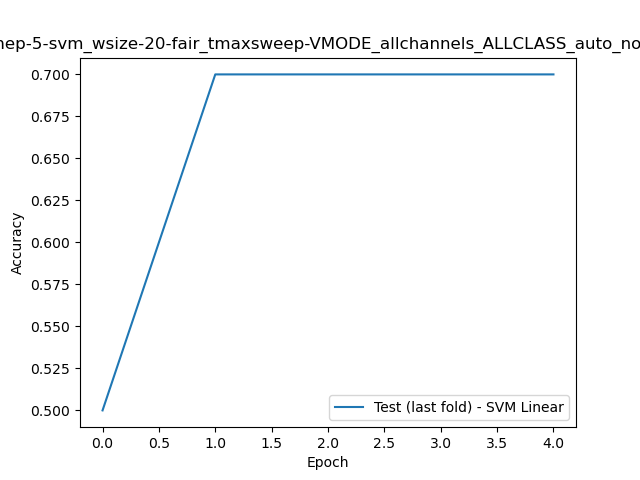 nep-5-svm_wsize-20-fair_tmaxsweep-VMODE_allchannels_ALLCLASS_auto_no
0.700
0.675
0.650
0.625
0.600
0.575
0.550
0.525
0.500
Accuracy
Test (last fold) - SVM Linear
0.0 0.5 1.0 1.5 2.0 2.5 3.0 3.5 4.0
Epoch